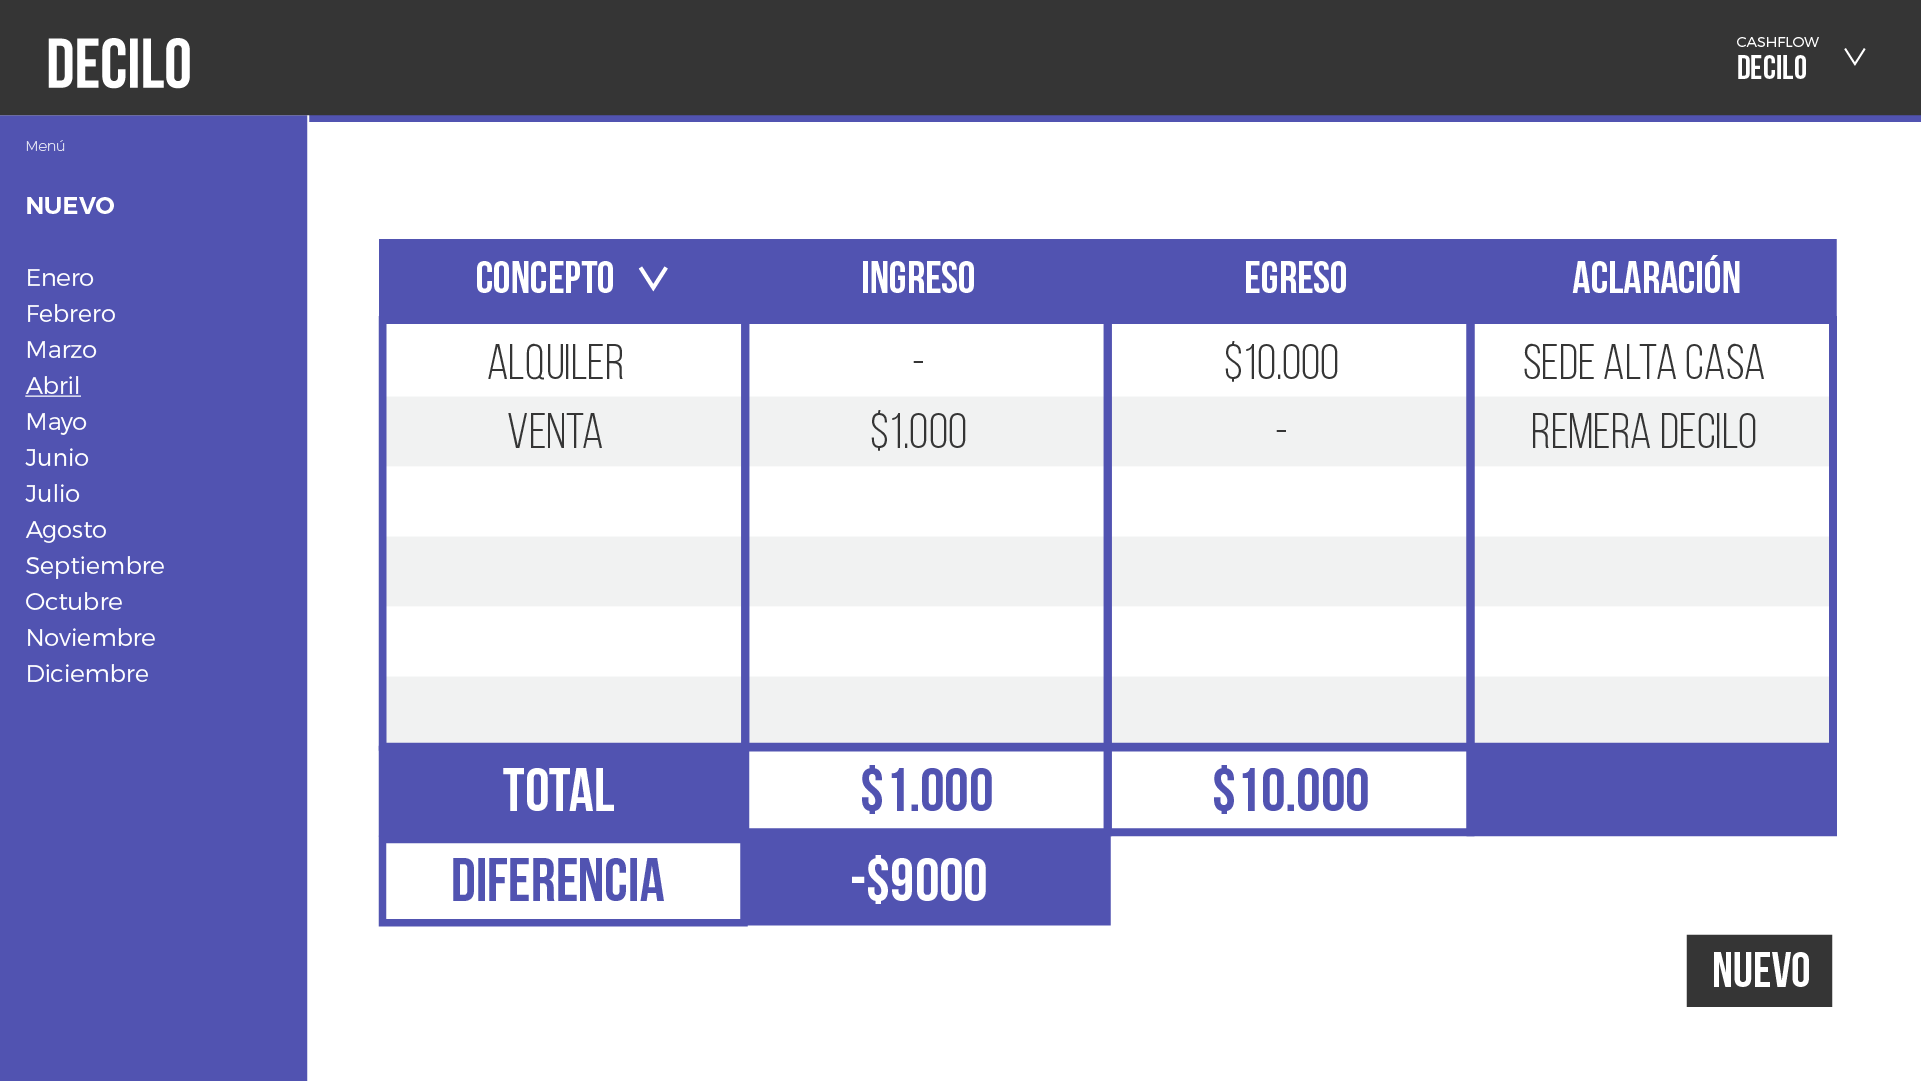 DECILO
CASHFLOW
DECILO
Menú
NUEVO
Enero
Febrero
Marzo
Abril
Mayo
Junio
Julio
Agosto
Septiembre
Octubre
Noviembre
Diciembre
CONCEPTO INGRESO EGRESO ACLARACIÓN
ALQUILER - $10.000 SEDE ALTA CASA
VENTA $1.000 - REMERA DECILO
TOTAL $1.000 $10.000
DIFERENCIA -$9000
NUEVO